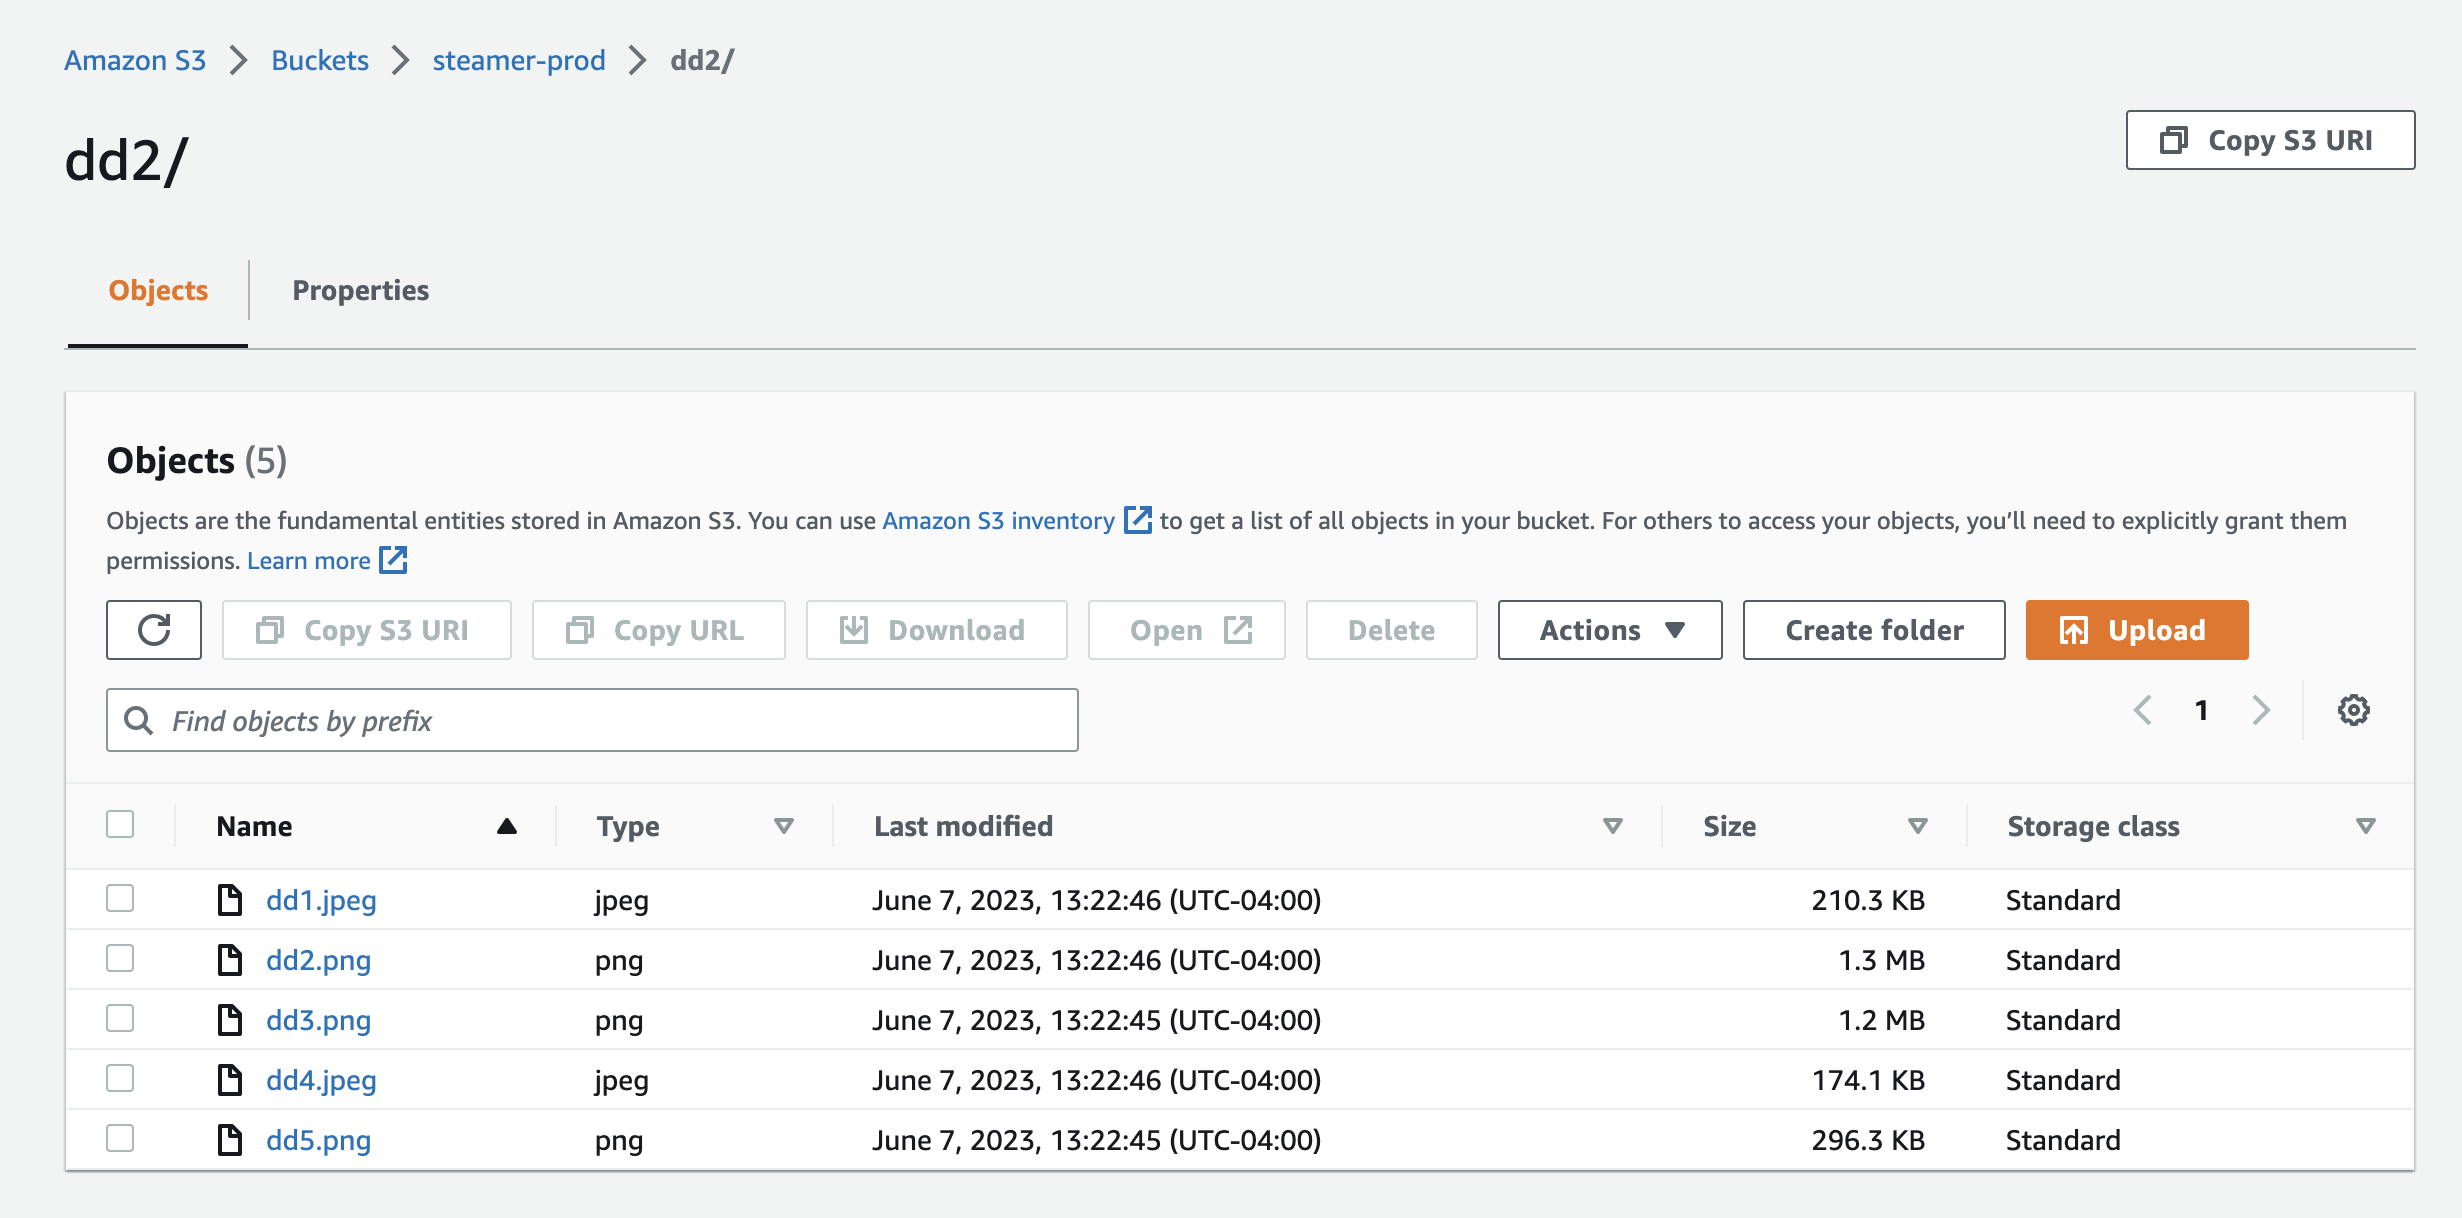 Amazon S3 > Buckets > steamer-prod > dd2/
dd2/
Copy S3 URI
Objects
Properties
Objects (5)
Objects are the fundamental entities stored in Amazon S3. You can use Amazon S3 inventory to get a list of all objects in your bucket. For others to access your objects, you’ll need to explicitly grant them
permissions. Learn more
Copy S3 URI Copy URL Download Open Delete Actions Create folder Upload
Find objects by prefix
1
Name Type Last modified Size Storage class
dd1.jpeg jpeg June 7, 2023, 13:22:46 (UTC-04:00) 210.3 KB Standard
dd2.png png June 7, 2023, 13:22:46 (UTC-04:00) 1.3 MB Standard
dd3.png png June 7, 2023, 13:22:45 (UTC-04:00) 1.2 MB Standard
dd4.jpeg jpeg June 7, 2023, 13:22:46 (UTC-04:00) 174.1 KB Standard
dd5.png png June 7, 2023, 13:22:45 (UTC-04:00) 296.3 KB Standard